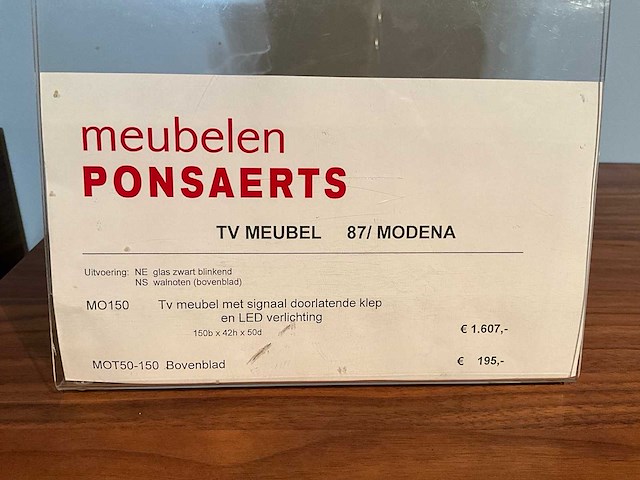 meubelen
PONSAERTS
TV MEUBEL 87/ MODENA
Uitvoering: NE glas zwart blinkend
NS walnoten (bovenblad)
MO150 Tv meubel met signaal doorlatende klep
en LED verlichting
150b x 42h x 50d
€ 1.607,-
MOT50-150 Bovenblad € 195,-